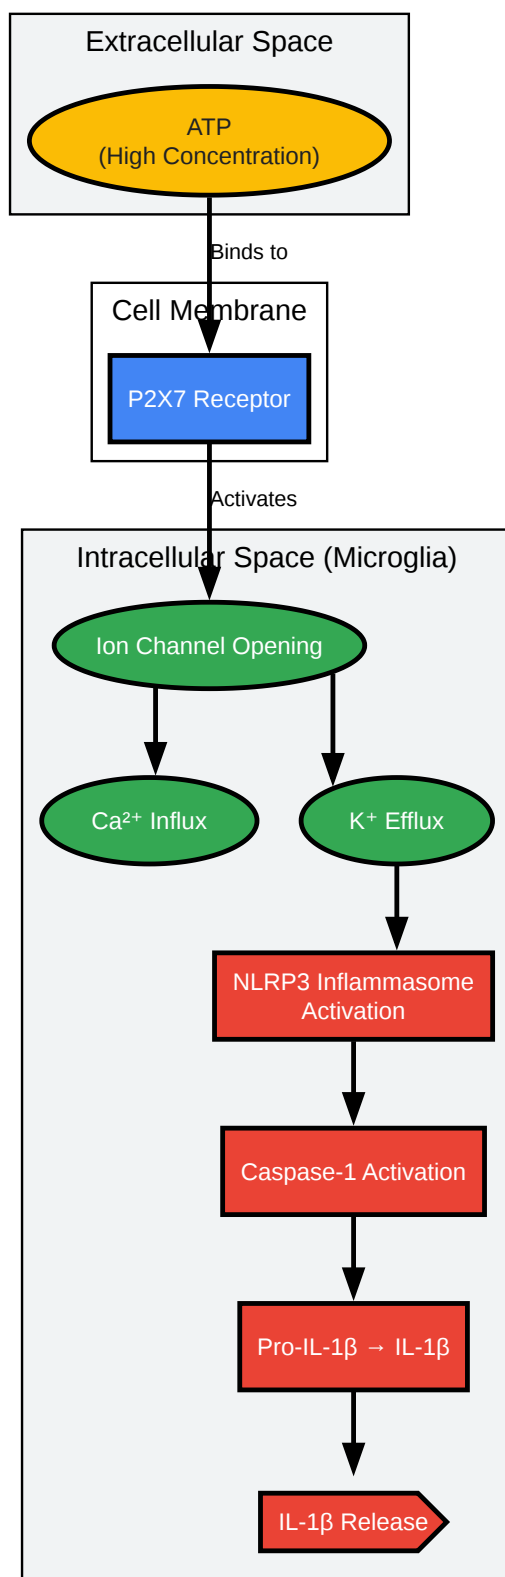 Extracellular Space
ATP
(High Concentration)
Binds to
Cell Membrane
P2X7 Receptor
Activates
Intracellular Space (Microglia)
Ion Channel Opening
Ca²⁺ Influx
K⁺ Efflux
NLRP3 Inflammasome
Activation
Caspase-1 Activation
Pro-IL-1β → IL-1β
IL-1β Release